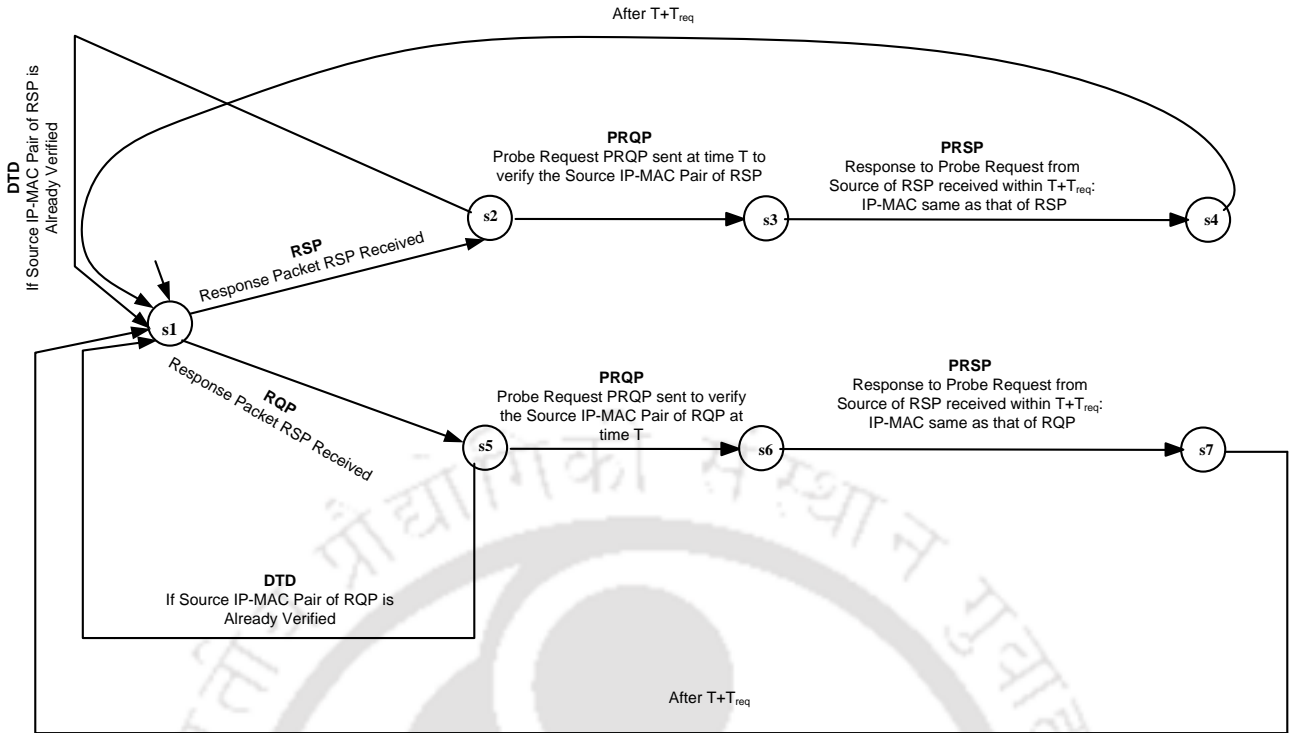 After T+Treq
DTD
If Source IP-MAC Pair of RSP is
Already Verified
PRQP
Probe Request PRQP sent at time T to
verify the Source IP-MAC Pair of RSP
PRSP
Response to Probe Request from
Source of RSP received within T+Treq:
IP-MAC same as that of RSP
s2
s3
s4
RSP
Response Packet RSP Received
s1
RQP
Response Packet RSP Received
PRQP
Probe Request PRQP sent to verify
the Source IP-MAC Pair of RQP at
time T
PRSP
Response to Probe Request from
Source of RSP received within T+Treq:
IP-MAC same as that of RQP
s5
s6
s7
DTD
If Source IP-MAC Pair of RQP is
Already Verified
After T+Treq
प्रौद्योगिकी संस्थान